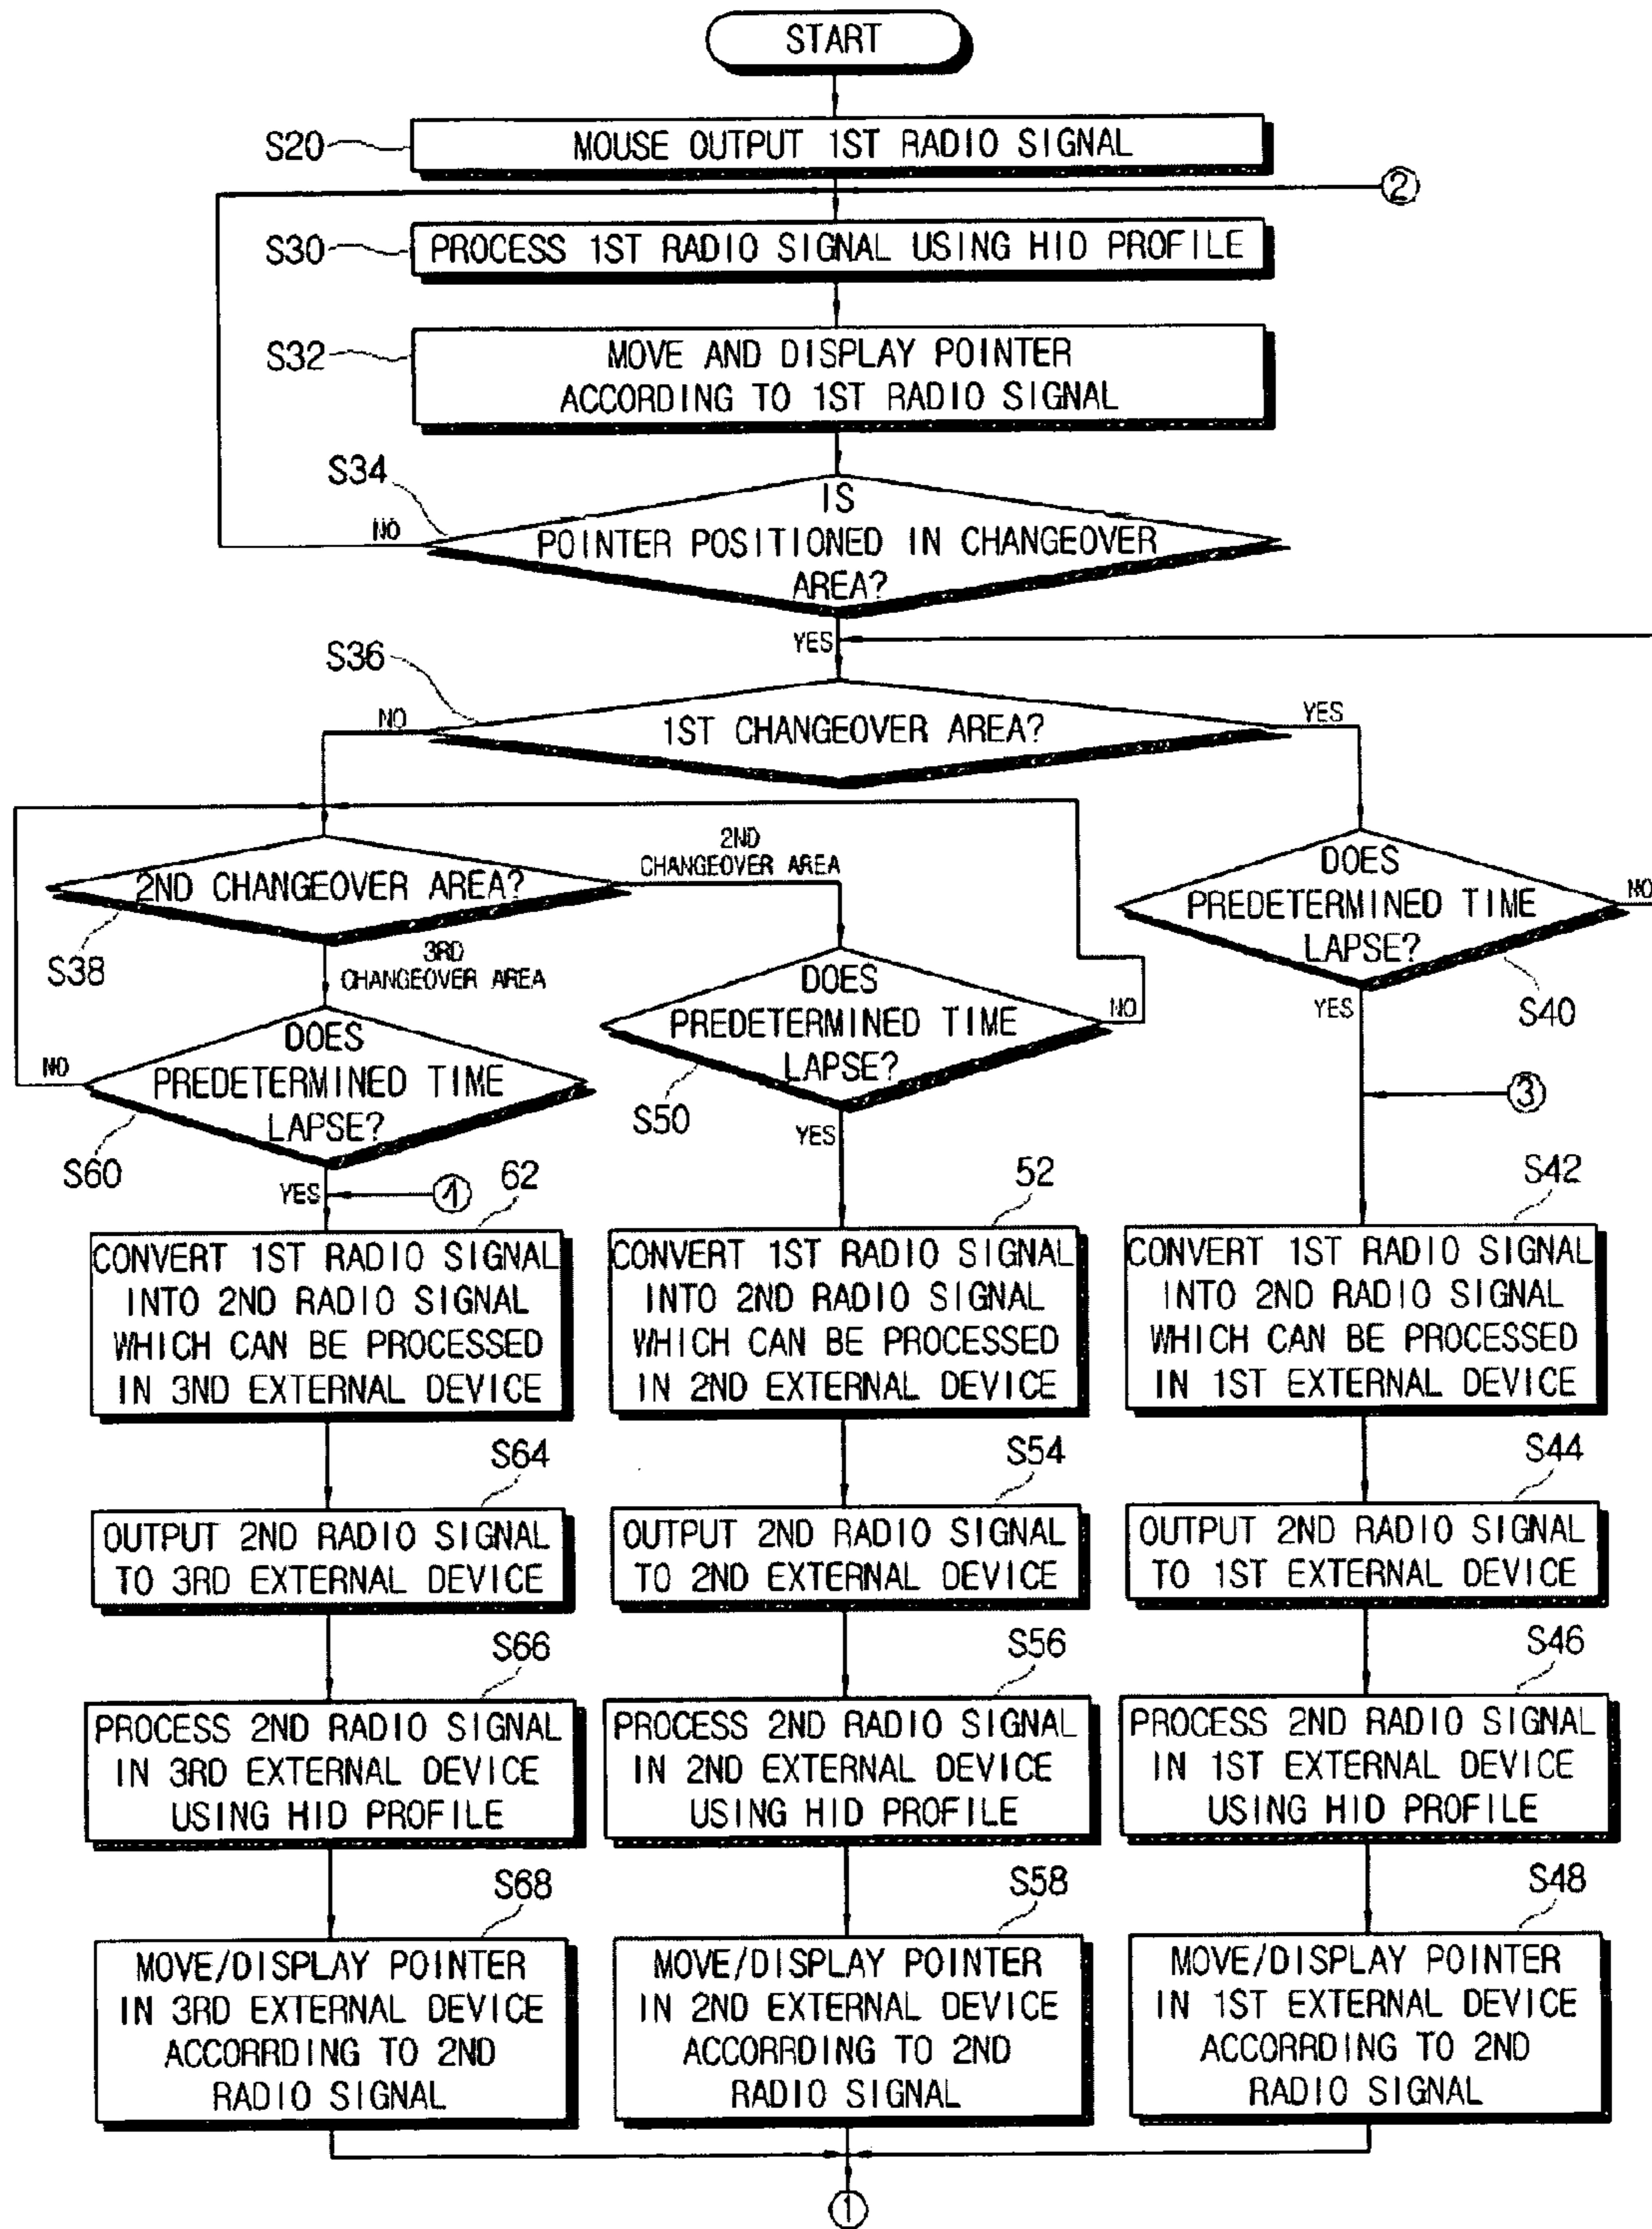 START
S20
MOUSE OUTPUT 1ST RADIO SIGNAL
②
S30
PROCESS 1ST RADIO SIGNAL USING HID PROFILE
S32
MOVE AND DISPLAY POINTER
ACCORDING TO 1ST RADIO SIGNAL
S34
NO
IS
POINTER POSITIONED IN CHANGEOVER
AREA?
YES
S36
NO
1ST CHANGEOVER AREA?
YES
2ND CHANGEOVER AREA?
S38
2ND
CHANGEOVER AREA
3RD
CHANGEOVER AREA
DOES
PREDETERMINED TIME
LAPSE?
NO
S40
YES
DOES
PREDETERMINED TIME
LAPSE?
NO
S50
YES
DOES
PREDETERMINED TIME
LAPSE?
NO
S60
YES
①
③
62
CONVERT 1ST RADIO SIGNAL
INTO 2ND RADIO SIGNAL
WHICH CAN BE PROCESSED
IN 3ND EXTERNAL DEVICE
52
CONVERT 1ST RADIO SIGNAL
INTO 2ND RADIO SIGNAL
WHICH CAN BE PROCESSED
IN 2ND EXTERNAL DEVICE
S42
CONVERT 1ST RADIO SIGNAL
INTO 2ND RADIO SIGNAL
WHICH CAN BE PROCESSED
IN 1ST EXTERNAL DEVICE
S64
OUTPUT 2ND RADIO SIGNAL
TO 3RD EXTERNAL DEVICE
S54
OUTPUT 2ND RADIO SIGNAL
TO 2ND EXTERNAL DEVICE
S44
OUTPUT 2ND RADIO SIGNAL
TO 1ST EXTERNAL DEVICE
S66
PROCESS 2ND RADIO SIGNAL
IN 3RD EXTERNAL DEVICE
USING HID PROFILE
S56
PROCESS 2ND RADIO SIGNAL
IN 2ND EXTERNAL DEVICE
USING HID PROFILE
S46
PROCESS 2ND RADIO SIGNAL
IN 1ST EXTERNAL DEVICE
USING HID PROFILE
S68
MOVE/DISPLAY POINTER
IN 3RD EXTERNAL DEVICE
ACCORRDING TO 2ND
RADIO SIGNAL
S58
MOVE/DISPLAY POINTER
IN 2ND EXTERNAL DEVICE
ACCORRDING TO 2ND
RADIO SIGNAL
S48
MOVE/DISPLAY POINTER
IN 1ST EXTERNAL DEVICE
ACCORRDING TO 2ND
RADIO SIGNAL
①